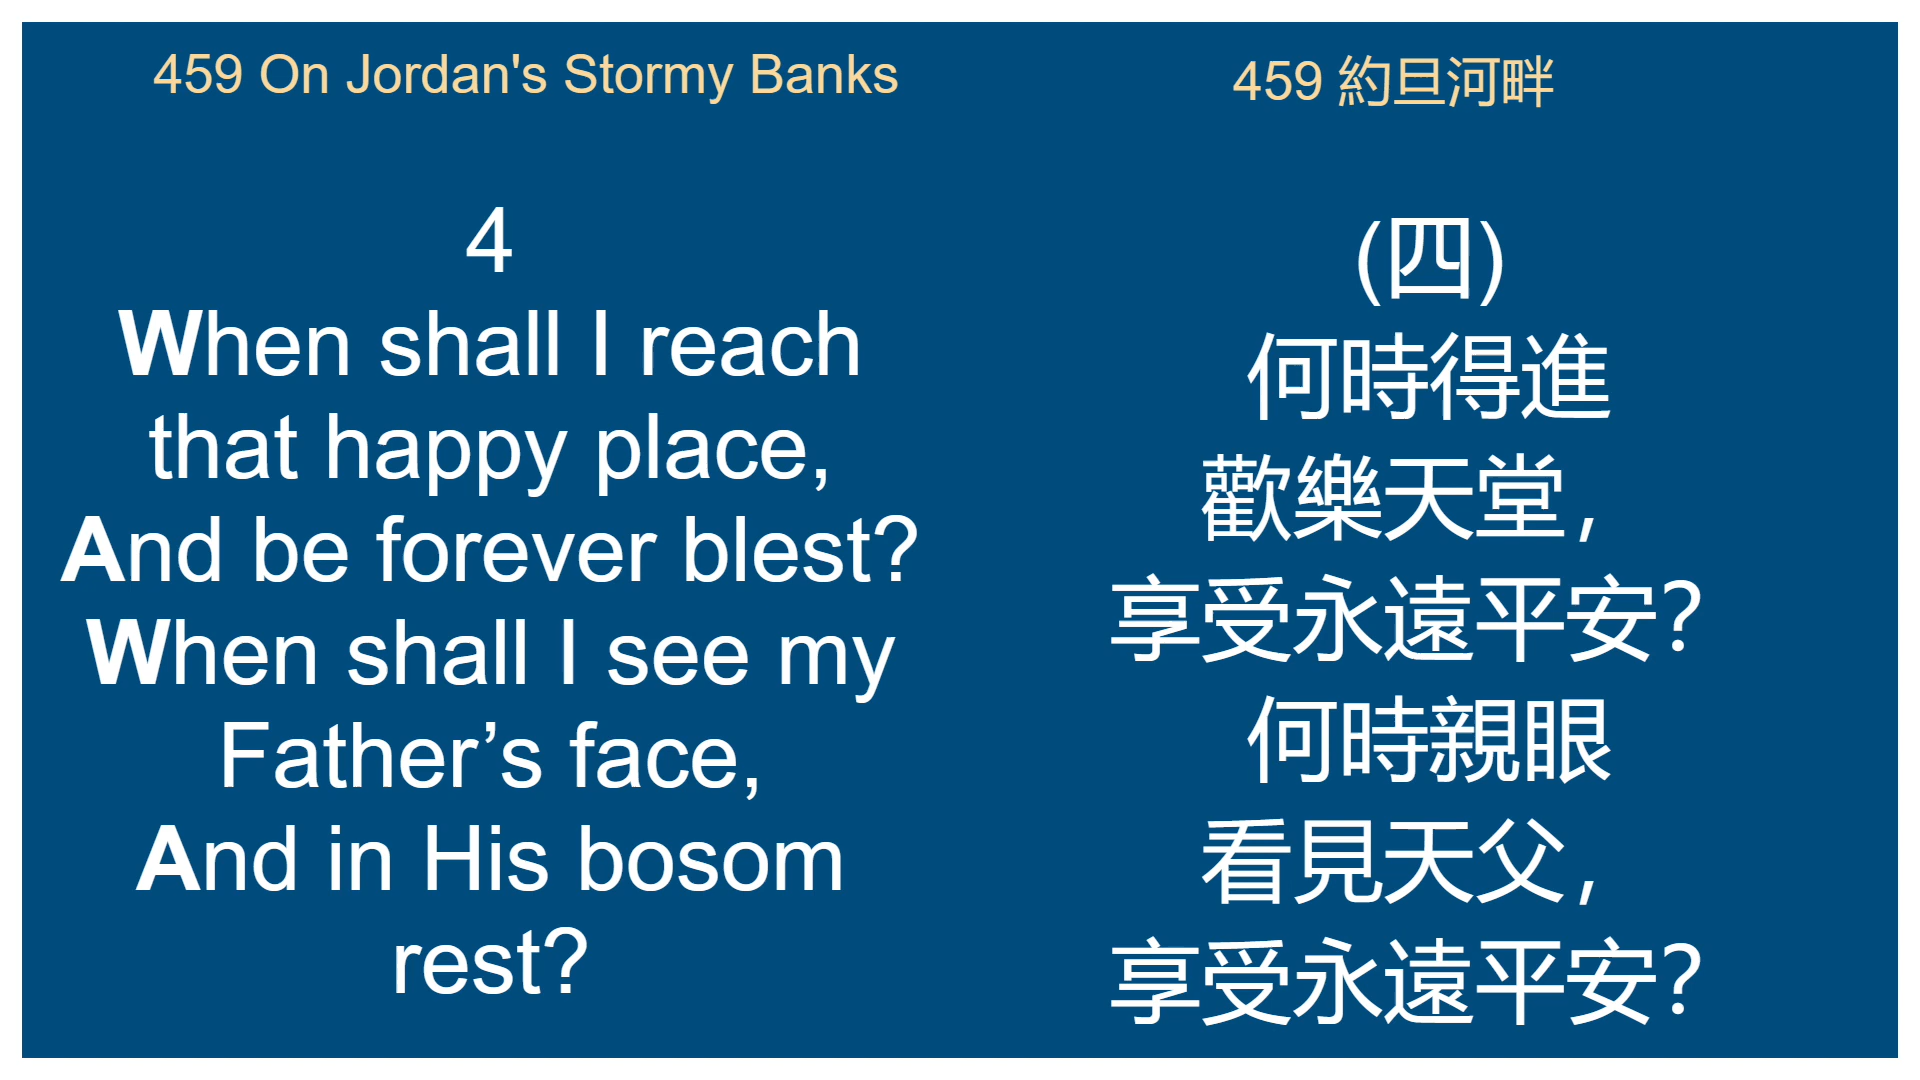 459 On Jordan's Stormy Banks
4
When shall I reach
that happy place,
And be forever blest?
When shall I see my
Father’s face,
And in His bosom
rest?
459 約旦河畔
(四)
何時得進
歡樂天堂,
享受永遠平安?
何時親眼
看見天父,
享受永遠平安?